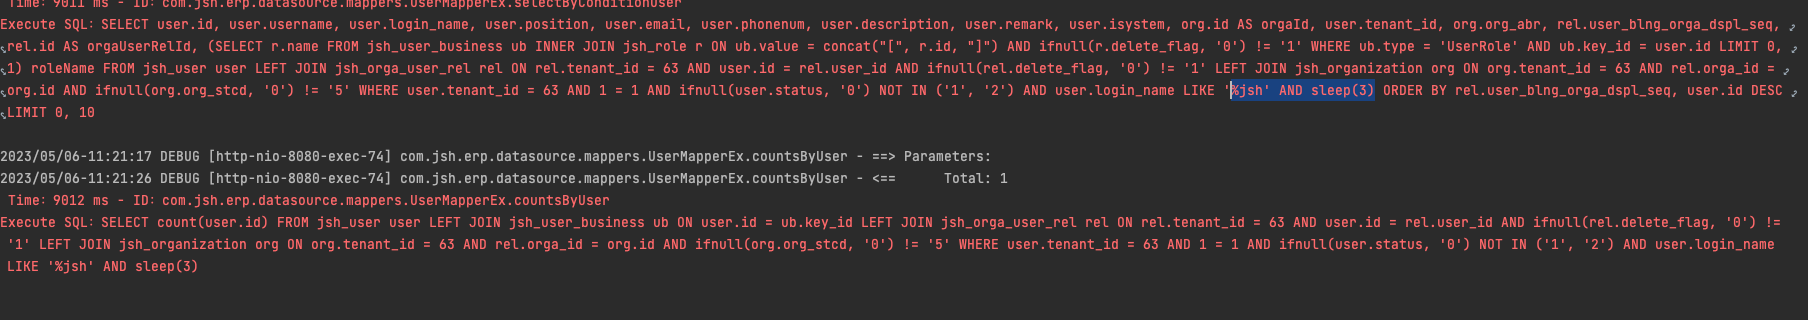 Time: 9011 ms - ID: com.jsh.erp.datasource.mappers.UserMapperEx.selectByConditionUser
Execute SQL: SELECT user.id, user.username, user.login_name, user.position, user.email, user.phonenum, user.description, user.remark, user.isystem, org.id AS orgaId, user.tenant_id, org.org_abr, rel.user_blng_orga_dspl_seq,
rel.id AS orgaUserRelId, (SELECT r.name FROM jsh_user_business ub INNER JOIN jsh_role r ON ub.value = concat("[", r.id, "]") AND ifnull(r.delete_flag, '0') != '1' WHERE ub.type = 'UserRole' AND ub.key_id = user.id LIMIT 0,
1) roleName FROM jsh_user user LEFT JOIN jsh_orga_user_rel rel ON rel.tenant_id = 63 AND user.id = rel.user_id AND ifnull(rel.delete_flag, '0') != '1' LEFT JOIN jsh_organization org ON org.tenant_id = 63 AND rel.orga_id =
org.id AND ifnull(org.org_stcd, '0') != '5' WHERE user.tenant_id = 63 AND 1 = 1 AND ifnull(user.status, '0') NOT IN ('1', '2') AND user.login_name LIKE '%jsh' AND sleep(3) ORDER BY rel.user_blng_orga_dspl_seq, user.id DESC
LIMIT 0, 10
2023/05/06-11:21:17 DEBUG [http-nio-8080-exec-74] com.jsh.erp.datasource.mappers.UserMapperEx.countsByUser - ==> Parameters:
2023/05/06-11:21:26 DEBUG [http-nio-8080-exec-74] com.jsh.erp.datasource.mappers.UserMapperEx.countsByUser - <==      Total: 1
Time: 9012 ms - ID: com.jsh.erp.datasource.mappers.UserMapperEx.countsByUser
Execute SQL: SELECT count(user.id) FROM jsh_user user LEFT JOIN jsh_user_business ub ON user.id = ub.key_id LEFT JOIN jsh_orga_user_rel rel ON rel.tenant_id = 63 AND user.id = rel.user_id AND ifnull(rel.delete_flag, '0') !=
'1' LEFT JOIN jsh_organization org ON org.tenant_id = 63 AND rel.orga_id = org.id AND ifnull(org.org_stcd, '0') != '5' WHERE user.tenant_id = 63 AND 1 = 1 AND ifnull(user.status, '0') NOT IN ('1', '2') AND user.login_name
LIKE '%jsh' AND sleep(3)